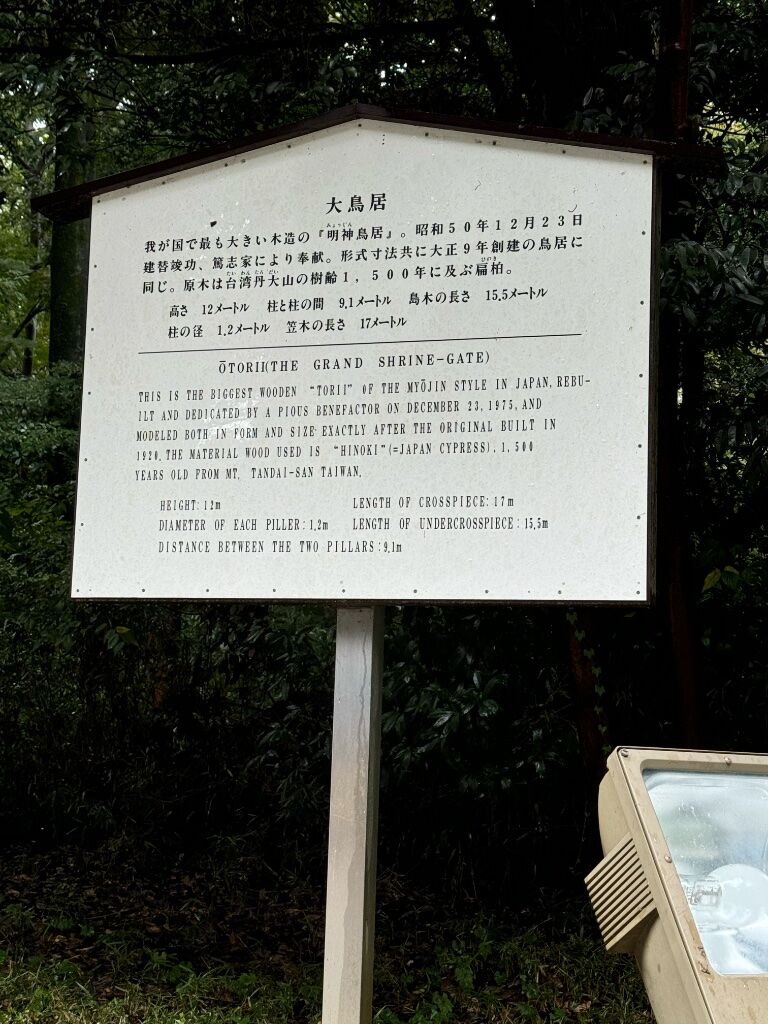 大鳥居
我が国で最も大きい木造の『明神鳥居』。昭和50年12月23日
建替竣功、篤志家により奉献。形式寸法共に大正9年創建の鳥居に
同じ。原木は台湾丹大山の樹齢1,500年に及ぶ扁柏。
高さ 12メートル 柱と柱の間 9.1メートル 島木の長さ 15.5メートル
柱の径 1.2メートル 笠木の長さ 17メートル
ŌTORII(THE GRAND SHRINE-GATE)
THIS IS THE BIGGEST WOODEN “TORII” OF THE MYŌJIN STYLE IN JAPAN, REBU-
ILT AND DEDICATED BY A PIOUS BENEFACTOR ON DECEMBER 23, 1975, AND
MODELED BOTH IN FORM AND SIZE EXACTLY AFTER THE ORIGINAL BUILT IN
1920. THE MATERIAL WOOD USED IS “HINOKI”(=JAPAN CYPRESS), 1,500
YEARS OLD FROM MT. TANDAI-SAN TAIWAN.
HEIGHT: 12m LENGTH OF CROSSPIECE: 17m
DIAMETER OF EACH PILLER: 1.2m LENGTH OF UNDERCROSSPIECE: 15.5m
DISTANCE BETWEEN THE TWO PILLARS: 9.1m